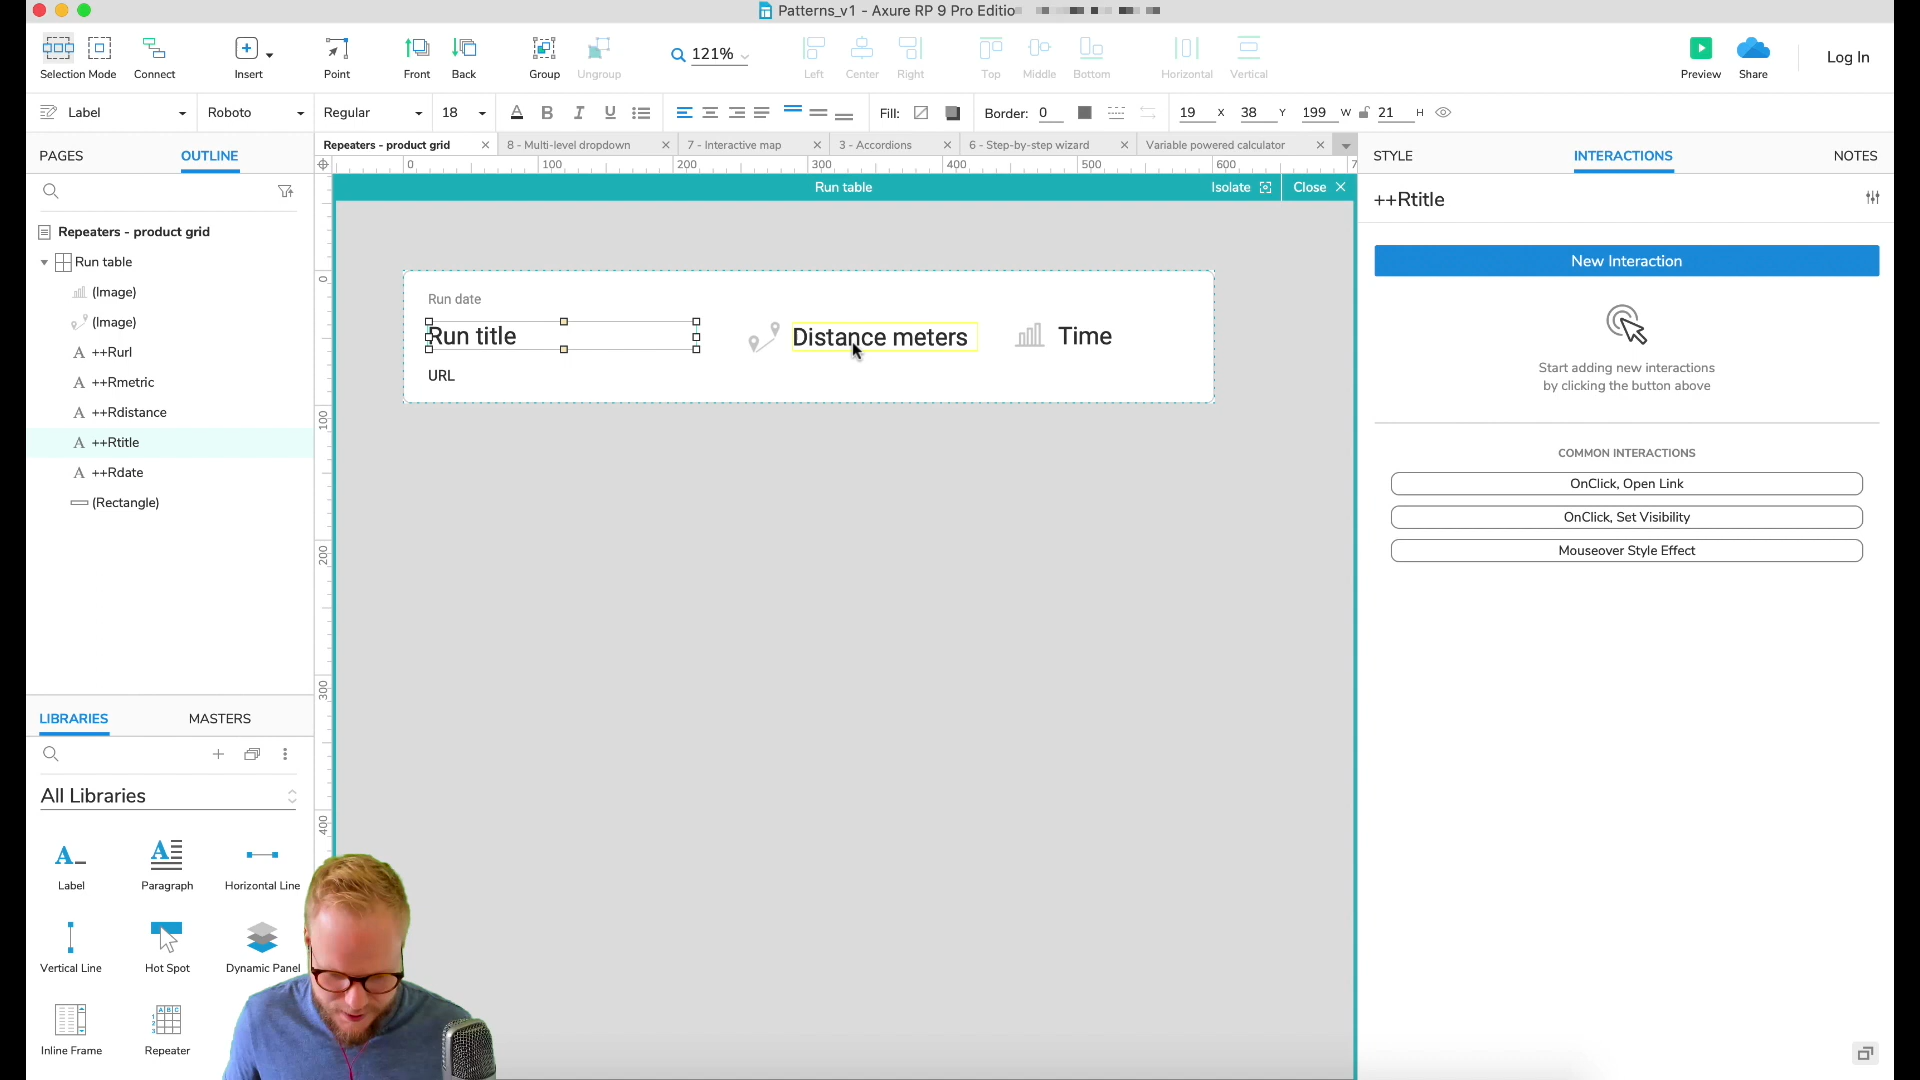 Patterns_v1 - Axure RP 9 Pro Editio
Selection Mode
Connect
Insert
Point
Front
Back
Group
Ungroup
121%
Left
Center
Right
Top
Middle
Bottom
Horizontal
Vertical
Preview
Share
Log In
Label
Roboto
Regular
18
Fill:
Border: 0
19 X
38 Y
199 W
21 H
PAGES
OUTLINE
Repeaters - product grid
8 - Multi-level dropdown
7 - Interactive map
3 - Accordions
6 - Step-by-step wizard
Variable powered calculator
STYLE
INTERACTIONS
NOTES
0 100 200 300 400 500 600 7
Run table
Isolate
Close
++Rtitle
Repeaters - product grid
Run table
(Image)
(Image)
++Rurl
++Rmetric
++Rdistance
++Rtitle
++Rdate
(Rectangle)
0
100
200
300
400
Run date
Run title
Distance meters
Time
URL
New Interaction
Start adding new interactions
by clicking the button above
COMMON INTERACTIONS
OnClick, Open Link
OnClick, Set Visibility
Mouseover Style Effect
LIBRARIES
MASTERS
All Libraries
Label
Paragraph
Horizontal Line
Vertical Line
Hot Spot
Dynamic Panel
Inline Frame
Repeater